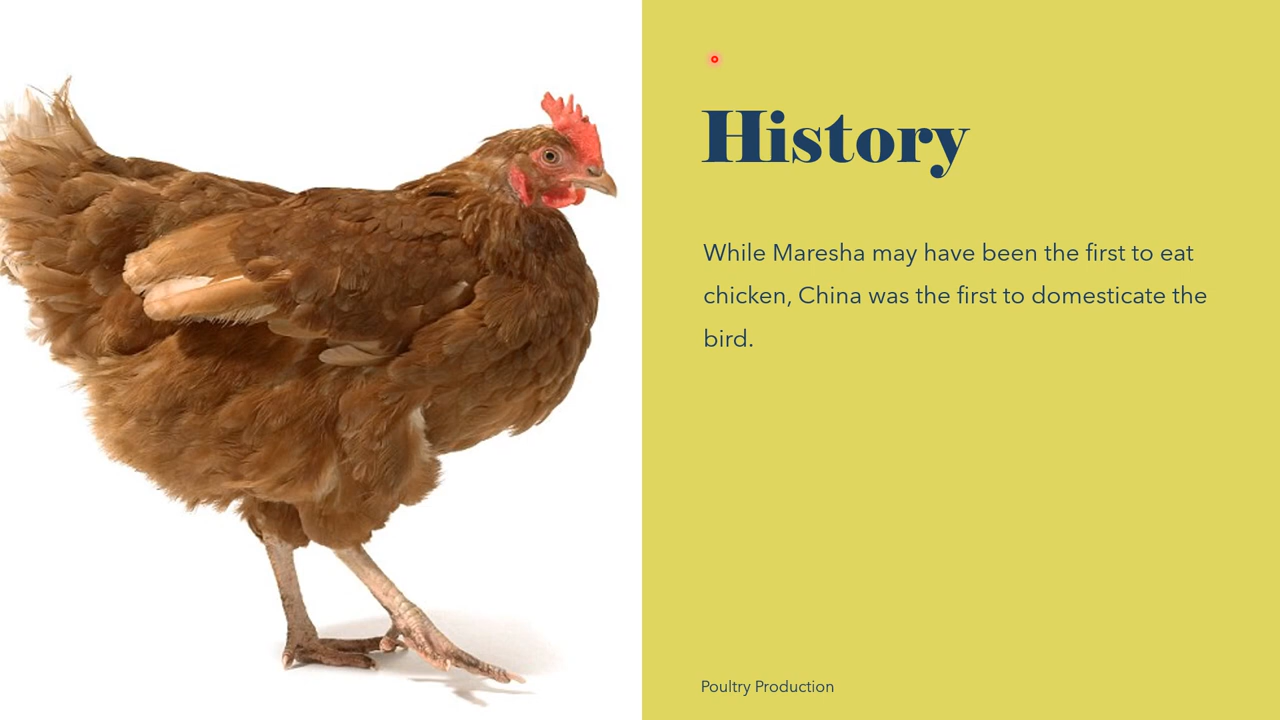 History
While Maresha may have been the first to eat
chicken, China was the first to domesticate the
bird.
Poultry Production